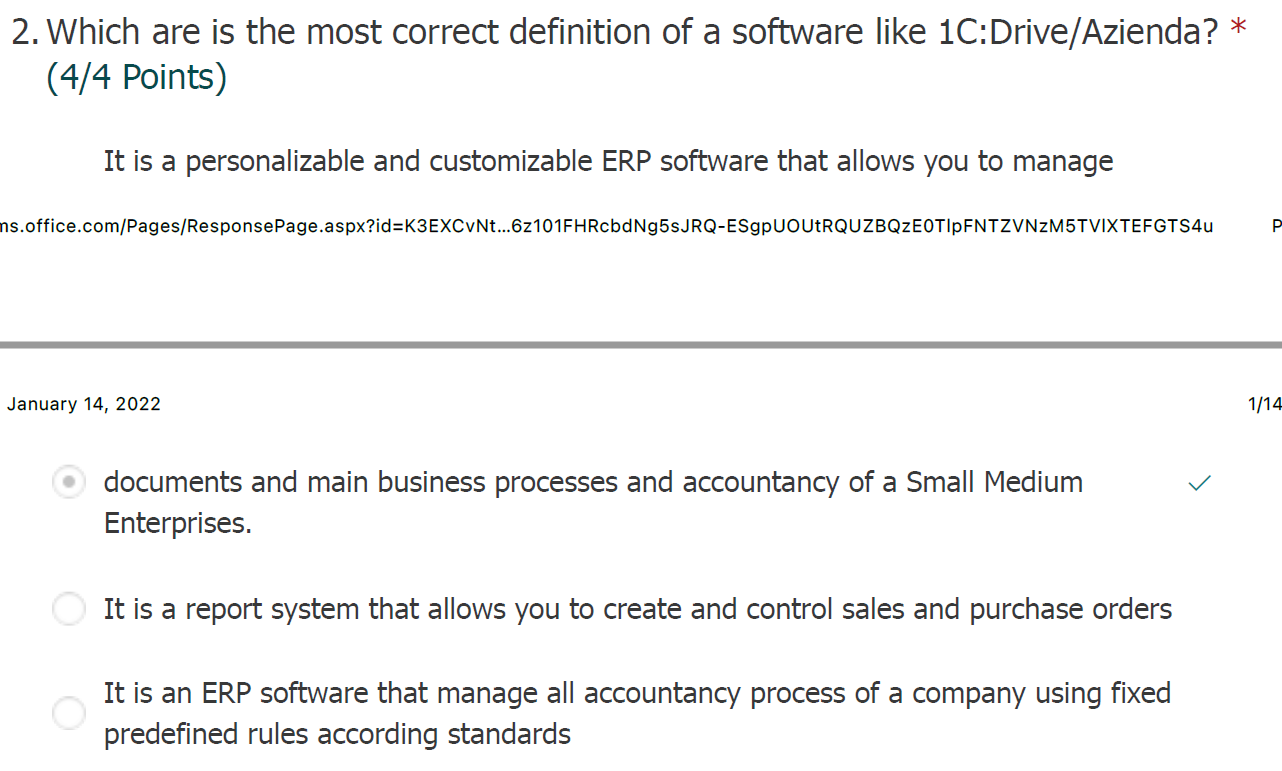 2. Which are is the most correct definition of a software like 1C:Drive/Azienda? *
(4/4 Points)
It is a personalizable and customizable ERP software that allows you to manage
ms.office.com/Pages/ResponsePage.aspx?id=K3EXCvNt...6z101FHRcbdNg5sJRQ-ESgpUOUtRQUZBQzE0TlpFNTZVNzM5TVlXTEFGTS4u P
January 14, 2022 1/14
documents and main business processes and accountancy of a Small Medium
Enterprises.
It is a report system that allows you to create and control sales and purchase orders
It is an ERP software that manage all accountancy process of a company using fixed
predefined rules according standards